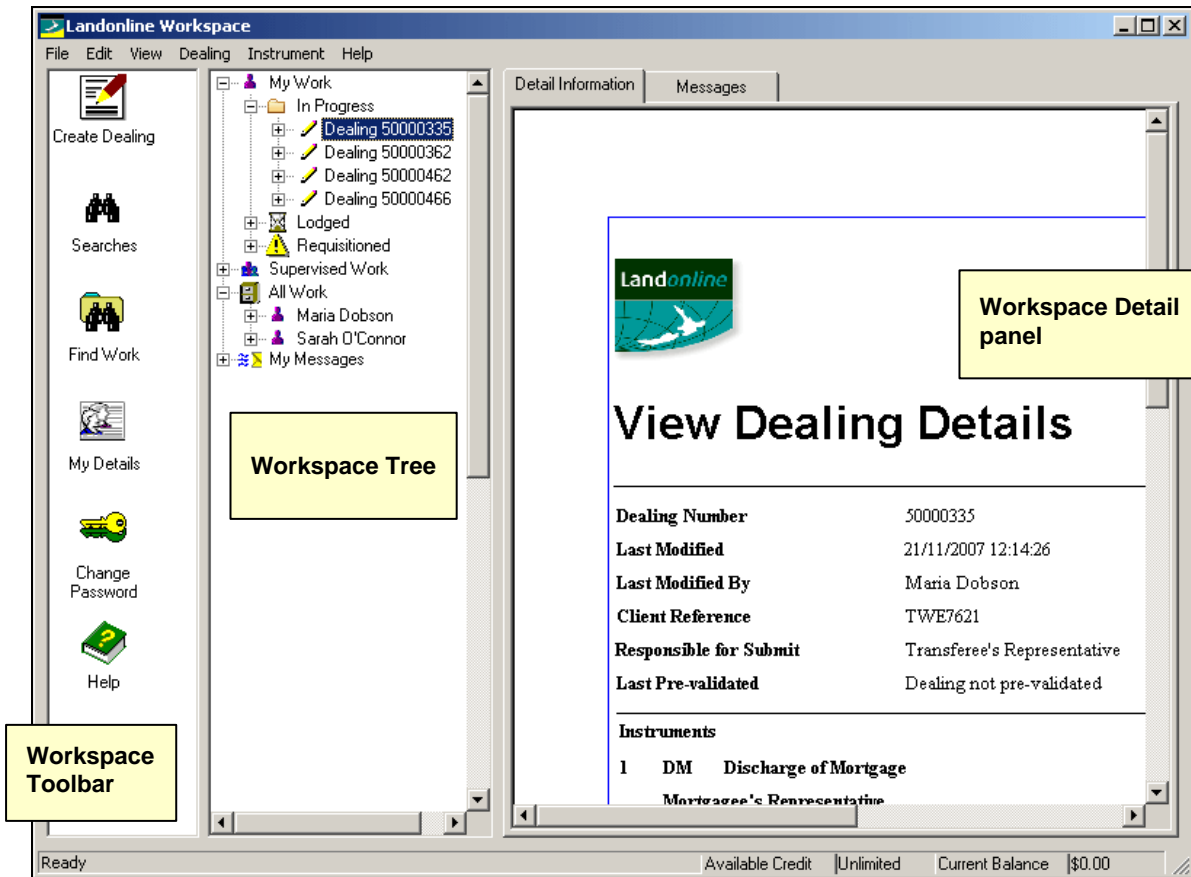 Landonline Workspace
File Edit View Dealing Instrument Help
Create Dealing
Searches
Find Work
My Details
Change
Password
Help
Workspace
Toolbar
My Work
In Progress
Dealing 50000335
Dealing 50000362
Dealing 50000462
Dealing 50000466
Lodged
Requisitioned
Supervised Work
All Work
Maria Dobson
Sarah O'Connor
My Messages
Workspace Tree
Detail Information Messages
Landonline
Workspace Detail
panel
View Dealing Details
Dealing Number 50000335
Last Modified 21/11/2007 12:14:26
Last Modified By Maria Dobson
Client Reference TWE7621
Responsible for Submit Transferee's Representative
Last Pre-validated Dealing not pre-validated
Instruments
1 DM Discharge of Mortgage
Mortgagee's Representative
Ready Available Credit Unlimited Current Balance $0.00